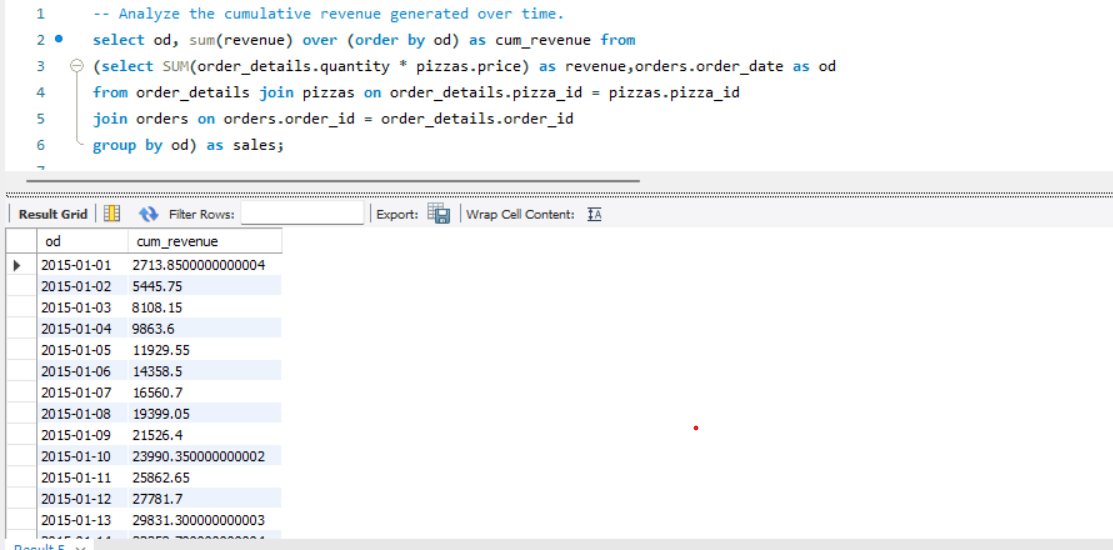 1 -- Analyze the cumulative revenue generated over time.
2 select od, sum(revenue) over (order by od) as cum_revenue from
3 (select SUM(order_details.quantity * pizzas.price) as revenue,orders.order_date as od
4 from order_details join pizzas on order_details.pizza_id = pizzas.pizza_id
5 join orders on orders.order_id = order_details.order_id
6 group by od) as sales;
Result Grid Filter Rows: Export: Wrap Cell Content:
od cum_revenue
2015-01-01 2713.8500000000004
2015-01-02 5445.75
2015-01-03 8108.15
2015-01-04 9863.6
2015-01-05 11929.55
2015-01-06 14358.5
2015-01-07 16560.7
2015-01-08 19399.05
2015-01-09 21526.4
2015-01-10 23990.350000000002
2015-01-11 25862.65
2015-01-12 27781.7
2015-01-13 29831.300000000003